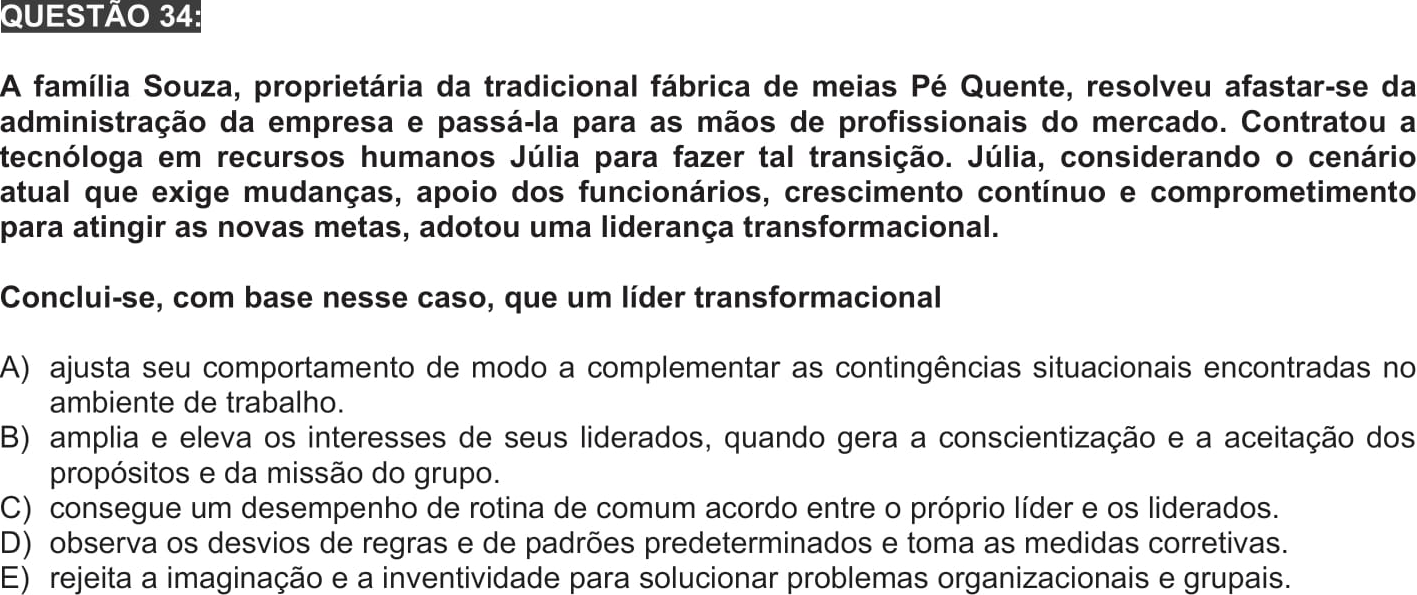 QUESTÃO 34:
A família Souza, proprietária da tradicional fábrica de meias Pé Quente, resolveu afastar-se da
administração da empresa e passá-la para as mãos de profissionais do mercado. Contratou a
tecnóloga em recursos humanos Júlia para fazer tal transição. Júlia, considerando o cenário
atual que exige mudanças, apoio dos funcionários, crescimento contínuo e comprometimento
para atingir as novas metas, adotou uma liderança transformacional.
Conclui-se, com base nesse caso, que um líder transformacional
A) ajusta seu comportamento de modo a complementar as contingências situacionais encontradas no
ambiente de trabalho.
B) amplia e eleva os interesses de seus liderados, quando gera a conscientização e a aceitação dos
propósitos e da missão do grupo.
C) consegue um desempenho de rotina de comum acordo entre o próprio líder e os liderados.
D) observa os desvios de regras e de padrões predeterminados e toma as medidas corretivas.
E) rejeita a imaginação e a inventividade para solucionar problemas organizacionais e grupais.